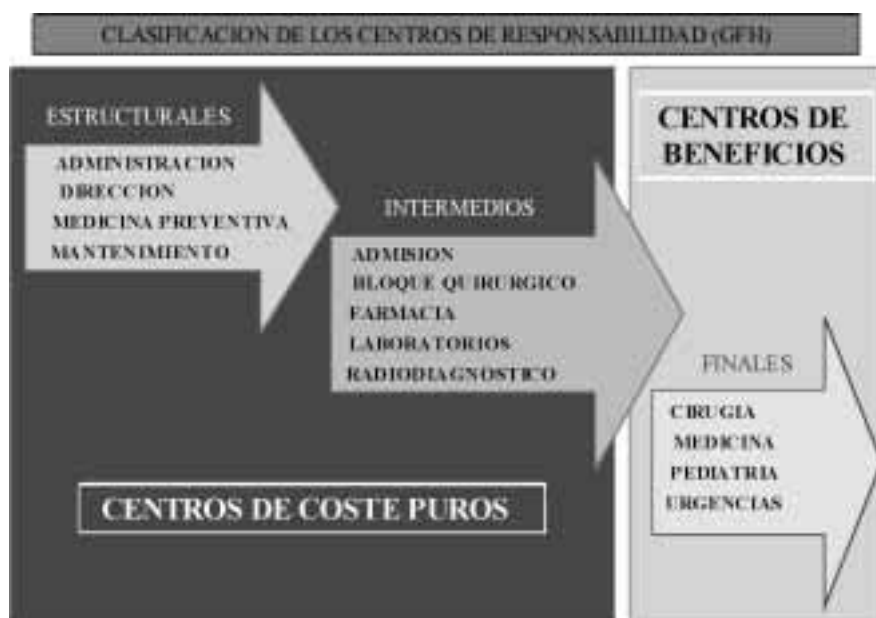 CLASIFICACION DE LOS CENTROS DE RESPONSABILIDAD (GFH)
ESTRUCTURALES
ADMINISTRACION
DIRECCION
MEDICINA PREVENTIVA
MANTENIMIENTO
INTERMEDIOS
ADMISION
BLOQUE QUIRURGICO
FARMACIA
LABORATORIOS
RADIODIAGNOSTICO
CENTROS DE COSTE PUROS
CENTROS DE
BENEFICIOS
FINALES
CIRUGIA
MEDICINA
PEDIATRIA
URGENCIAS